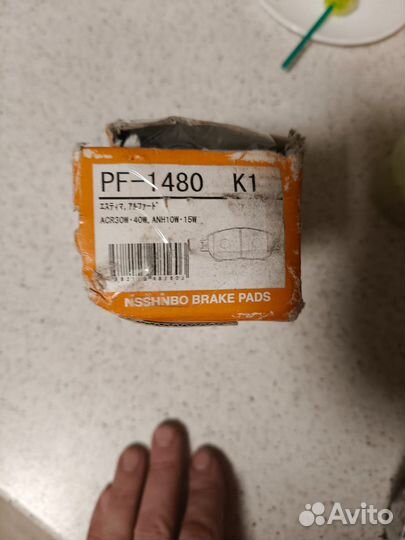 PF-1480 K1
エスティマ, アルファード
ACR30W・40W, ANH10W・15W
NSSHNBO BRAKE PADS
Avito